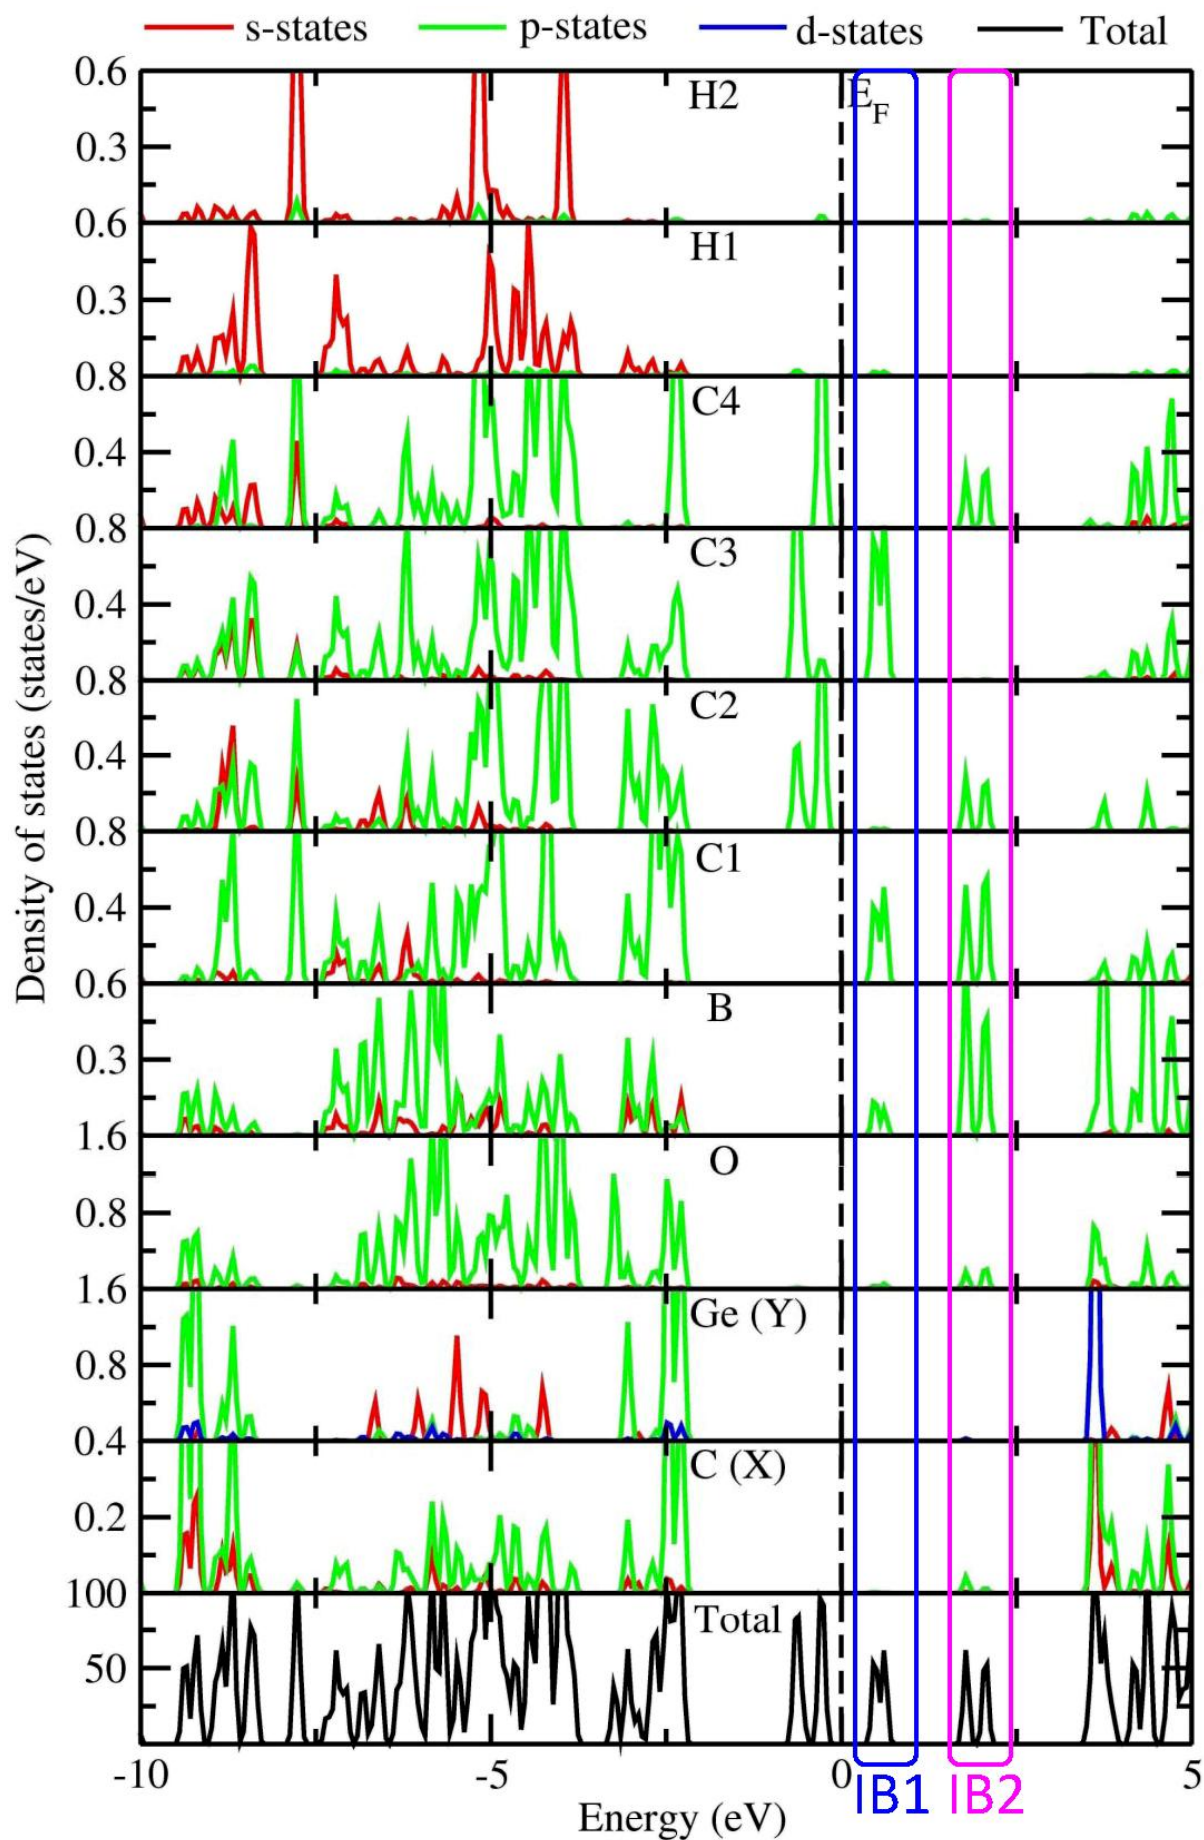 s-states p-states d-states Total
0.6 H2 E_F
0.3
0.6 H1
0.3
0.8 C4
0.4
0.8 C3
0.4
0.8 C2
0.4
0.8 C1
0.4
0.6 B
0.3
1.6 O
0.8
1.6 Ge (Y)
0.8
0.4 C (X)
0.2
100 Total
50
Density of states (states/eV)
-10 -5 0 5
IB1 IB2
Energy (eV)